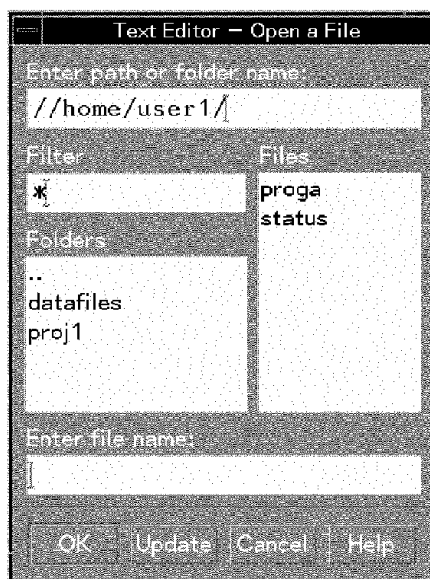 Text Editor — Open a File
Enter path or folder name:
//home/user1/
Filter
Files
*
proga
status
Folders
..
datafiles
proj1
Enter file name:
OK Update Cancel Help